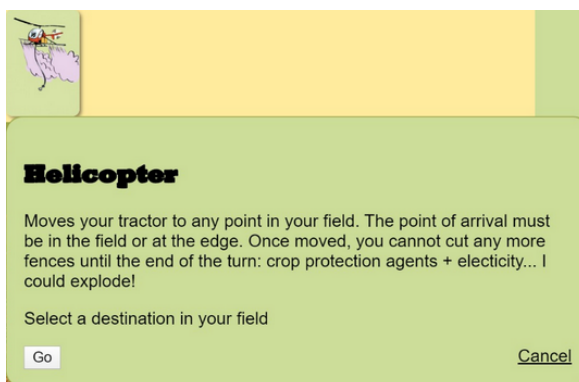 Helicopter
Moves your tractor to any point in your field. The point of arrival must
be in the field or at the edge. Once moved, you cannot cut any more
fences until the end of the turn: crop protection agents + electicity... I
could explode!
Select a destination in your field
Go
Cancel